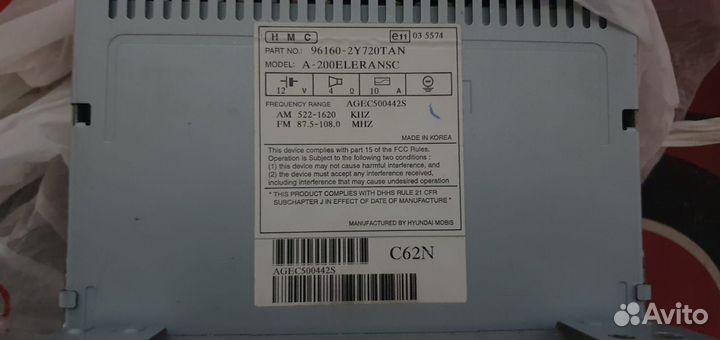 H M C e11 03 5574
PART NO.: 96160-2Y720TAN
MODEL: A-200ELERANSC
12 V 4 Ω 10 A
FREQUENCY RANGE AGEC500442S
AM 522-1620 KHZ
FM 87.5-108.0 MHZ
MADE IN KOREA
This device complies with part 15 of the FCC Rules.
Operation is Subject to the following two conditions :
(1) this device may not cause harmful interference, and
(2) the device must accept any interference received,
including interference that may cause undesired operation
* THIS PRODUCT COMPLIES WITH DHHS RULE 21 CFR
SUBCHAPTER J IN EFFECT OF DATE OF MANUFACTURE *
MANUFACTURED BY HYUNDAI MOBIS
AGEC500442S
C62N
Avito